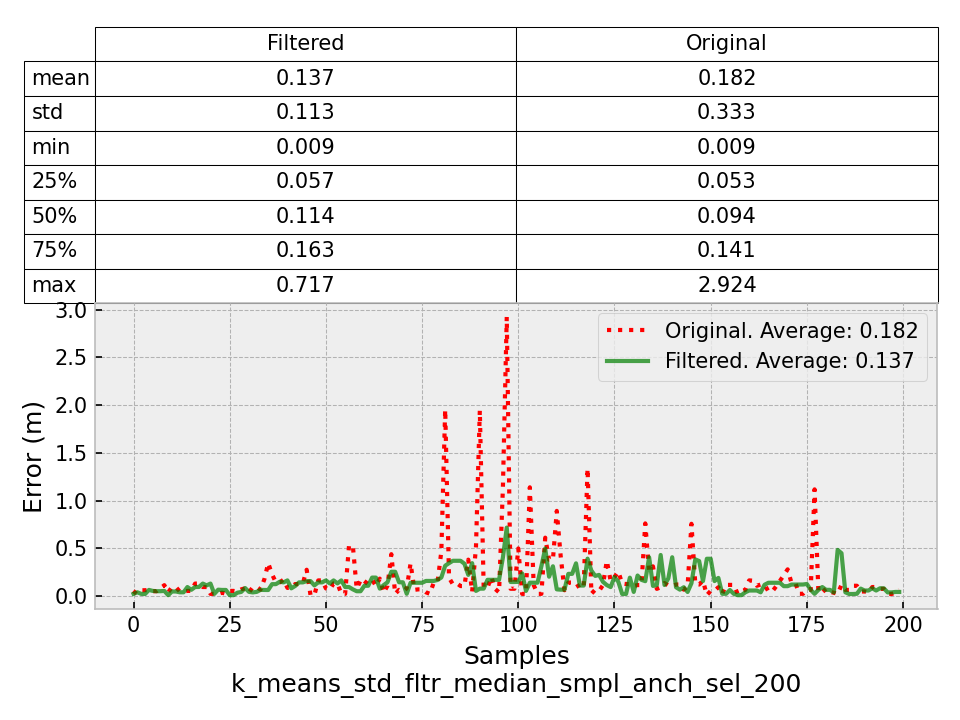 Filtered Original
mean 0.137 0.182
std 0.113 0.333
min 0.009 0.009
25% 0.057 0.053
50% 0.114 0.094
75% 0.163 0.141
max 0.717 2.924
3.0
2.5
2.0
1.5
1.0
0.5
0.0
Error (m)
Original. Average: 0.182
Filtered. Average: 0.137
0 25 50 75 100 125 150 175 200
Samples
k_means_std_fltr_median_smpl_anch_sel_200